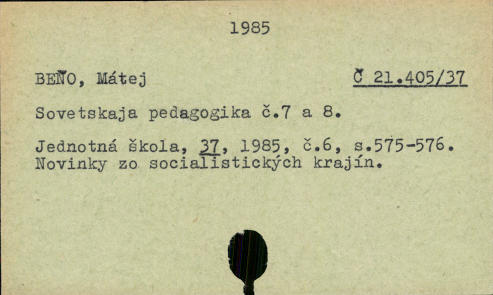 1985
BEŇO, Mátej Č 21.405/37
Sovetskaja pedagogika č.7 a 8.
Jednotná škola, 37, 1985, č.6, s.575-576.
Novinky zo socialistických krajín.